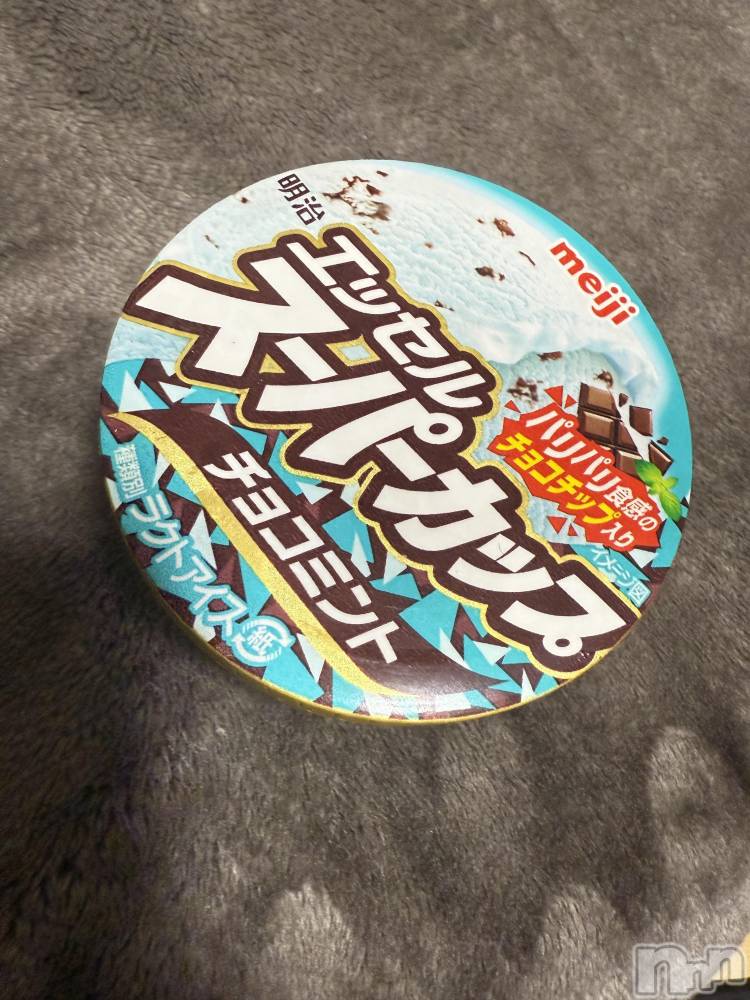 明治
meiji
エッセル
スーパーカップ
チョコミント
パリパリ食感の
チョコチップ入り
イメージ図
種類別 ラクトアイス
紙
nnn